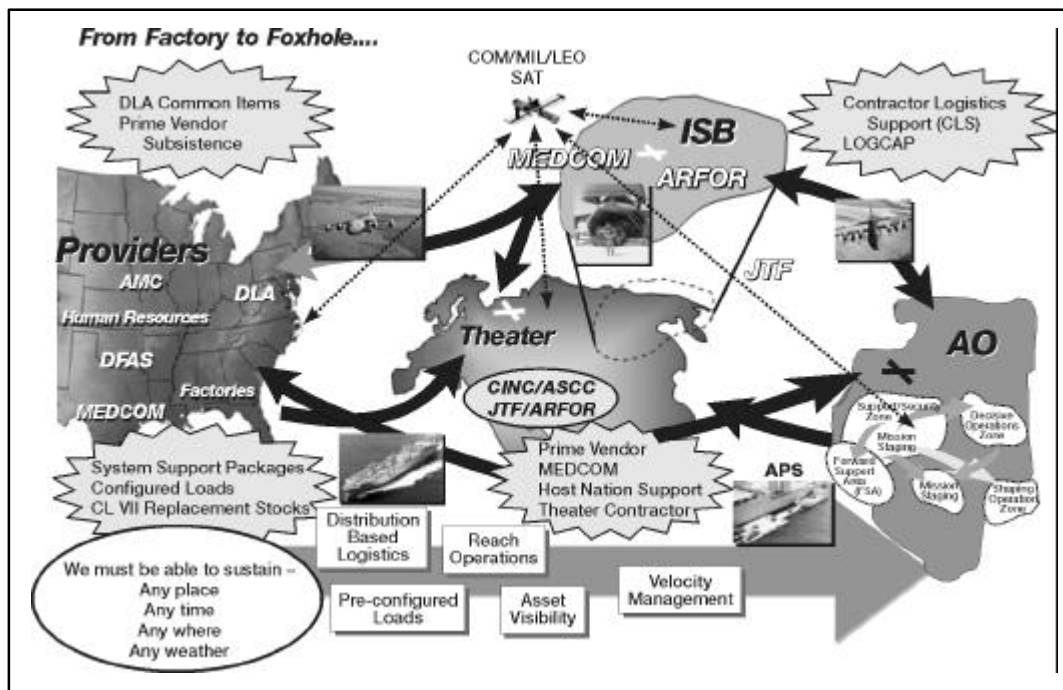 From Factory to Foxhole....
COM/MIL/LEO
SAT
DLA Common Items
Prime Vendor
Subsistence
Contractor Logistics
Support (CLS)
LOGCAP
ISB
MEDCOM
ARFOR
Providers
AMC
DLA
Human Resources
DFAS
Factories
MEDCOM
JTF
Theater
CINC/ASCC
JTF/ARFOR
AO
Support/Security
Zone
Decisive
Operations
Zone
Mission
Staging
Forward
Support
Area
(FSA)
Mission
Staging
Shaping
Operation
Zone
System Support Packages
Configured Loads
CL VII Replacement Stocks
Prime Vendor
MEDCOM
Host Nation Support
Theater Contractor
APS
Distribution
Based
Logistics
Reach
Operations
We must be able to sustain –
Any place
Any time
Any where
Any weather
Pre-configured
Loads
Asset
Visibility
Velocity
Management